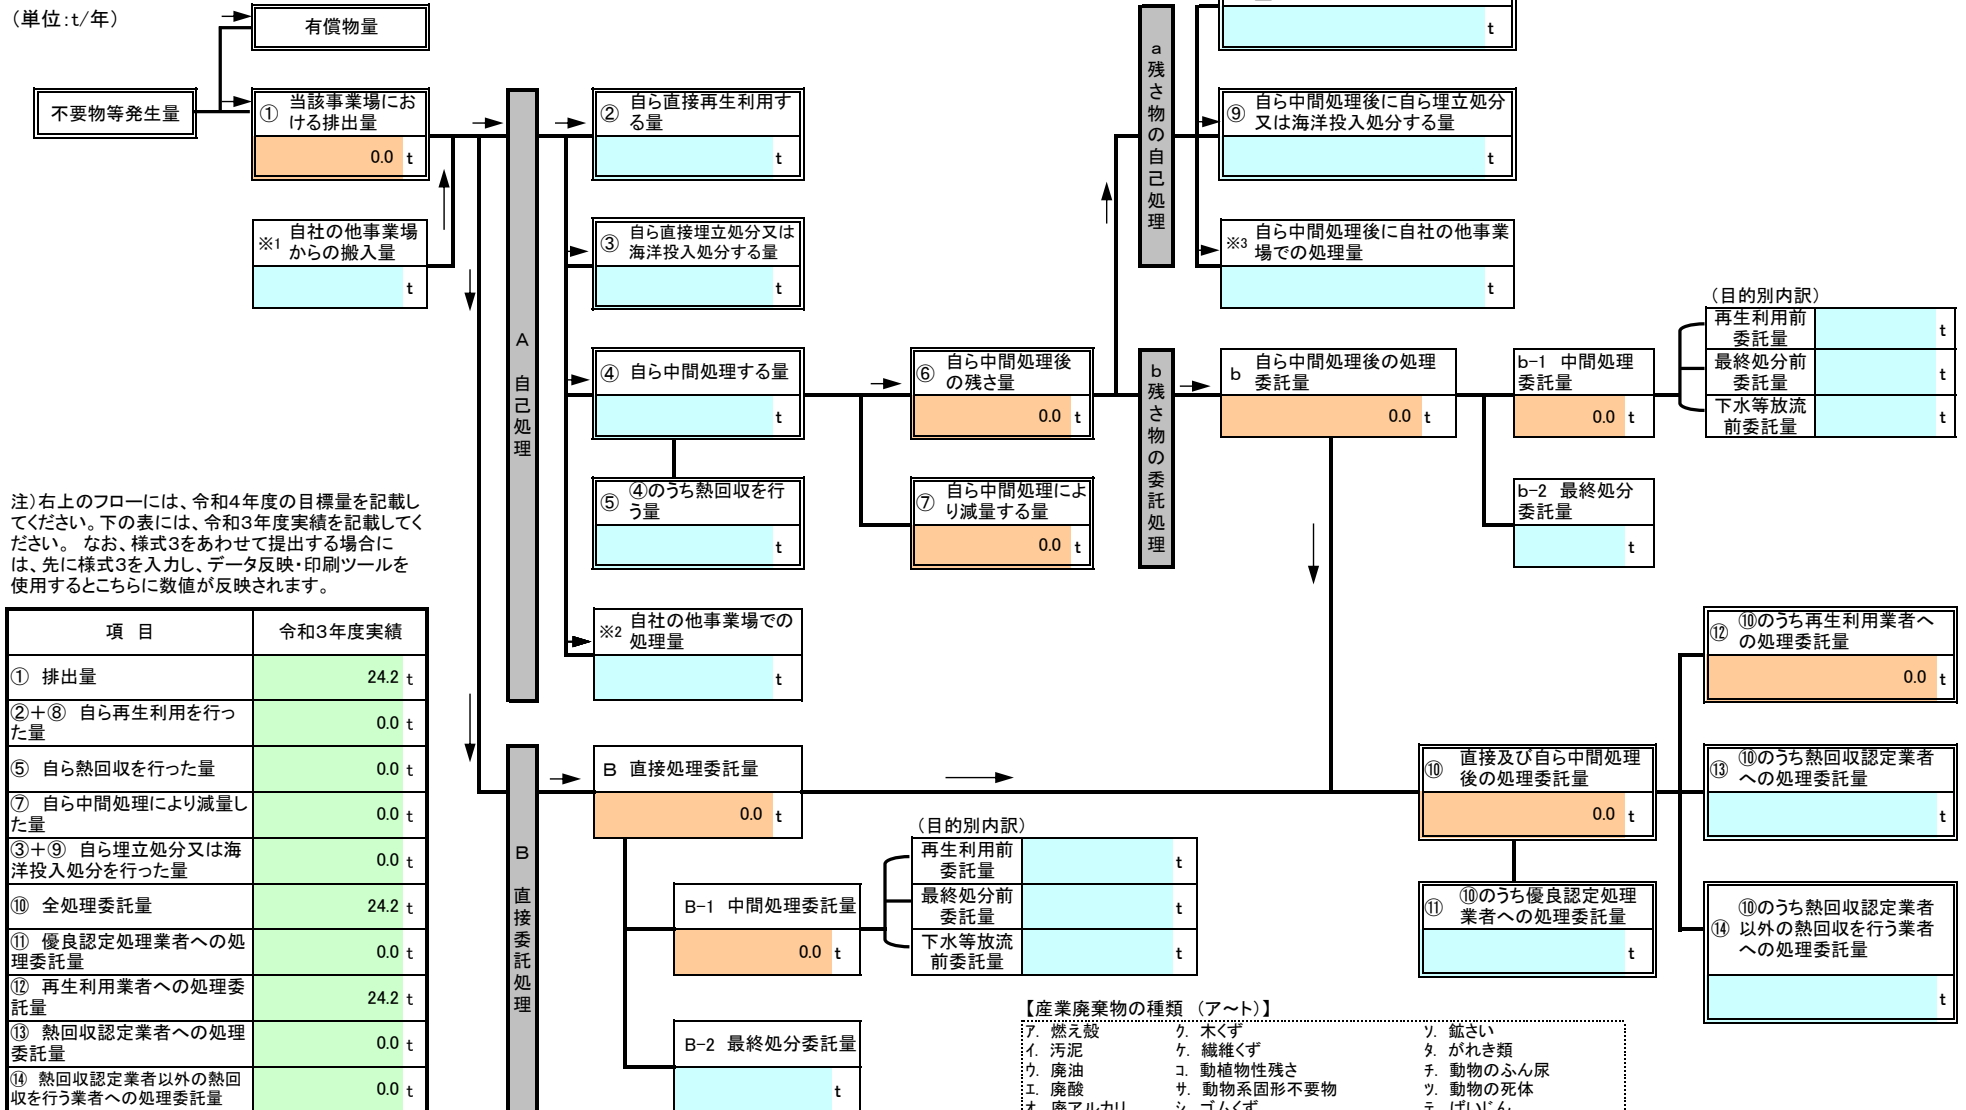 (単位:t/年)
有償物量
不要物等発生量
① 当該事業場にお
ける排出量
0.0 t
※1 自社の他事業場
からの搬入量
t
A 自己処理
② 自ら直接再生利用す
る量
t
③ 自ら直接埋立処分又は
海洋投入処分する量
t
④ 自ら中間処理する量
t
⑤ ④のうち熱回収を行
う量
t
※2 自社の他事業場での
処理量
t
⑥ 自ら中間処理後
の残さ量
0.0 t
⑦ 自ら中間処理によ
り減量する量
0.0 t
a 残さ物の自己処理
t
⑨ 自ら中間処理後に自ら埋立処分
又は海洋投入処分する量
t
※3 自ら中間処理後に自社の他事業
場での処理量
t
b 残さ物の委託処理
b 自ら中間処理後の処理
委託量
0.0 t
b-1 中間処理
委託量
0.0 t
b-2 最終処分
委託量
t
(目的別内訳)
再生利用前
委託量
t
最終処分前
委託量
t
下水等放流
前委託量
t
注)右上のフローには、令和4年度の目標量を記載し
てください。下の表には、令和3年度実績を記載してく
ださい。 なお、様式3をあわせて提出する場合に
は、先に様式3を入力し、データ反映・印刷ツールを
使用するとこちらに数値が反映されます。
項 目 令和3年度実績
① 排出量 24.2 t
②+⑧ 自ら再生利用を行っ
た量 0.0 t
⑤ 自ら熱回収を行った量 0.0 t
⑦ 自ら中間処理により減量し
た量 0.0 t
③+⑨ 自ら埋立処分又は海
洋投入処分を行った量 0.0 t
⑩ 全処理委託量 24.2 t
⑪ 優良認定処理業者への処
理委託量 0.0 t
⑫ 再生利用業者への処理委
託量 24.2 t
⑬ 熱回収認定業者への処理
委託量 0.0 t
⑭ 熱回収認定業者以外の熱回
収を行う業者への処理委託量 0.0 t
B 直接委託処理
B 直接処理委託量
0.0 t
B-1 中間処理委託量
0.0 t
B-2 最終処分委託量
t
(目的別内訳)
再生利用前
委託量
t
最終処分前
委託量
t
下水等放流
前委託量
t
⑩ 直接及び自ら中間処理
後の処理委託量
0.0 t
⑪ ⑩のうち優良認定処理
業者への処理委託量
t
⑫ ⑩のうち再生利用業者へ
の処理委託量
0.0 t
⑬ ⑩のうち熱回収認定業者
への処理委託量
t
⑭ ⑩のうち熱回収認定業者
以外の熱回収を行う業者
への処理委託量
t
【産業廃棄物の種類 (ア~ト)】
ア. 燃え殻 ク. 木くず ソ. 鉱さい
イ. 汚泥 ケ. 繊維くず タ. がれき類
ウ. 廃油 コ. 動植物性残さ チ. 動物のふん尿
エ. 廃酸 サ. 動物系固形不要物 ツ. 動物の死体
オ. 廃アルカリ シ. ゴムくず テ. ばいじん